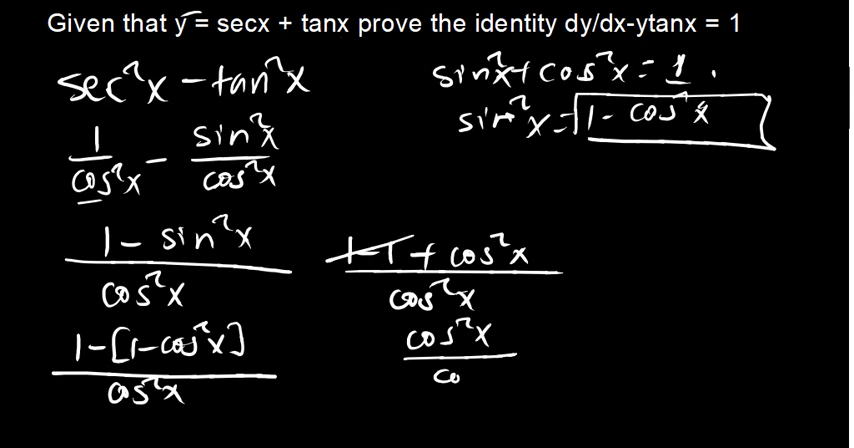 Given that y = secx + tanx prove the identity dy/dx-ytanx = 1
sec²x - tan²x
1/cos²x - sin²x/cos²x
1 - sin²x
cos²x
1-[1-cos²x]
cos²x
sin²x + cos²x = 1.
sin²x = 1 - cos²x
1-1 + cos²x
cos²x
cos²x
co